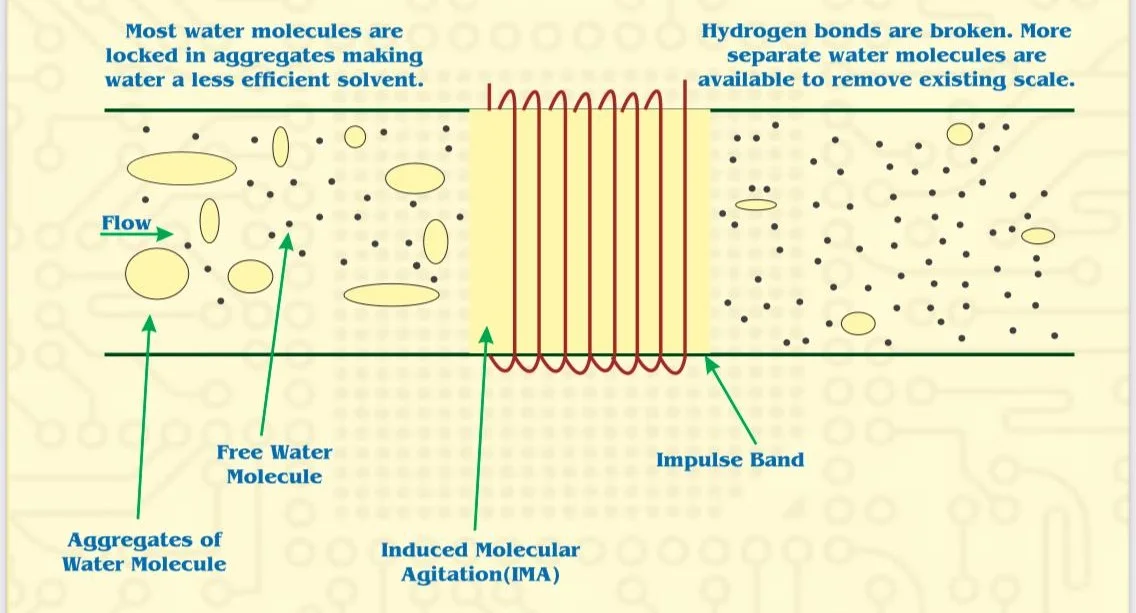 Most water molecules are
locked in aggregates making
water a less efficient solvent.
Hydrogen bonds are broken. More
separate water molecules are
available to remove existing scale.
Flow
Free Water
Molecule
Impulse Band
Aggregates of
Water Molecule
Induced Molecular
Agitation(IMA)